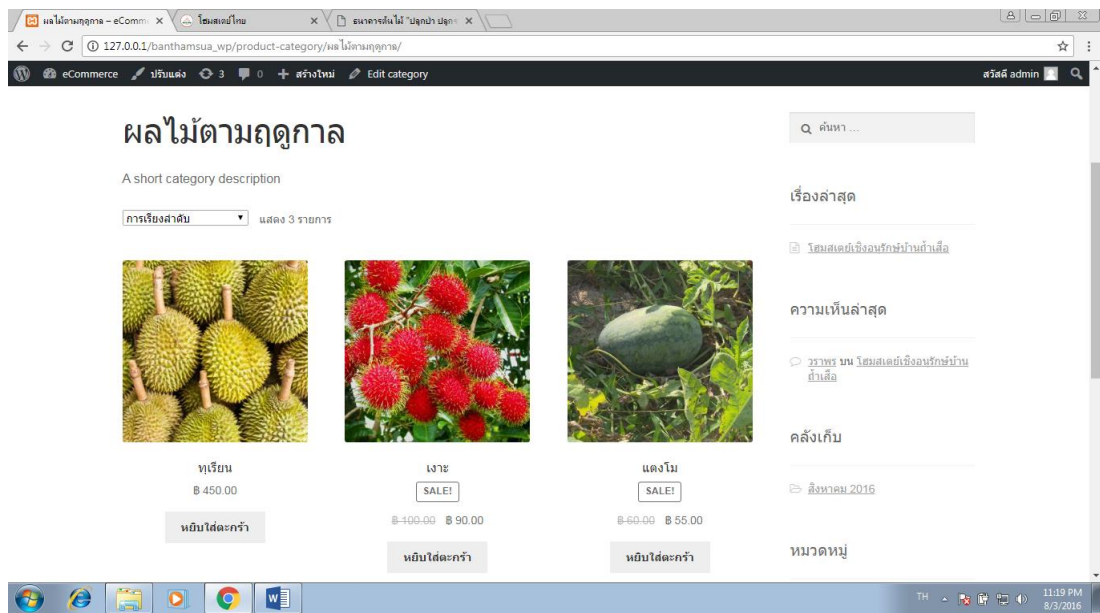 ผลไม้ตามฤดูกาล – eComm
โฮมสเตย์ไทย
ธนาคารต้นไม้ "ปลูกป่า ปลูก
127.0.0.1/banthamsua_wp/product-category/ผลไม้ตามฤดูกาล/
eCommerce ปรับแต่ง 3 0 + สร้างใหม่ Edit category
สวัสดี admin
ผลไม้ตามฤดูกาล
A short category description
การเรียงลำดับ
แสดง 3 รายการ
ทุเรียน
฿ 450.00
หยิบใส่ตะกร้า
เงาะ
SALE!
฿ 100.00 ฿ 90.00
หยิบใส่ตะกร้า
แตงโม
SALE!
฿ 60.00 ฿ 55.00
หยิบใส่ตะกร้า
ค้นหา ...
เรื่องล่าสุด
โฮมสเตย์เชิงอนุรักษ์บ้านถ้ำเสือ
ความเห็นล่าสุด
วราพร บน โฮมสเตย์เชิงอนุรักษ์บ้าน
ถ้ำเสือ
คลังเก็บ
สิงหาคม 2016
หมวดหมู่
TH
11:19 PM
8/3/2016